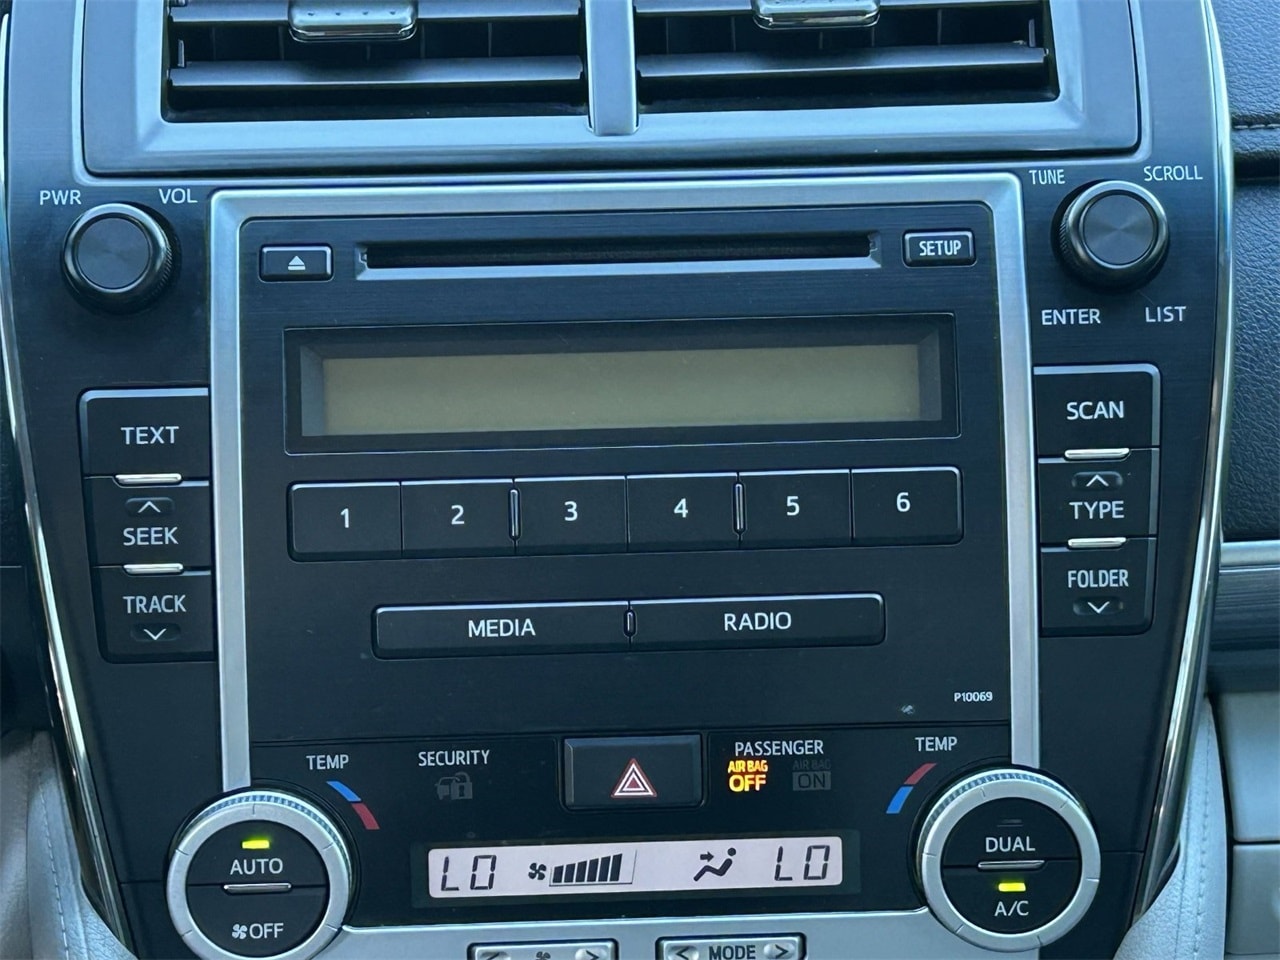 PWR VOL
TUNE SCROLL
SETUP
ENTER LIST
TEXT
SCAN
SEEK
TYPE
TRACK
FOLDER
1 2 3 4 5 6
MEDIA RADIO
P10069
TEMP
SECURITY
PASSENGER
AIR BAG OFF
AIR BAG ON
TEMP
AUTO
OFF
LO
LO
DUAL
A/C
< >
< MODE >